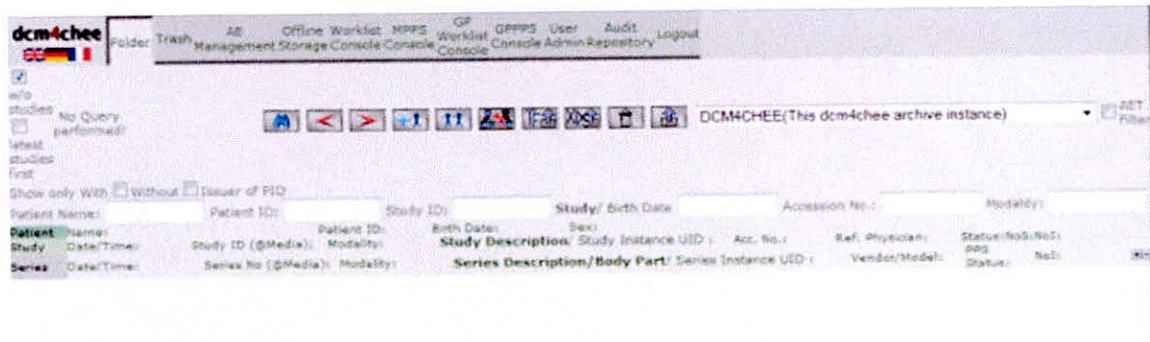 dcm4chee
Folder Trash AE Management Offline Storage Worklist Console MPPS Console GP Worklist Console GPPPS Console User Admin Audit Repository Logout
w/o studies
latest studies first
No Query performed!
DCM4CHEE(This dcm4chee archive instance)
AET Filter
Show only With Without Issuer of PID
Patient Name: Patient ID: Study ID: Study/ Birth Date Accession No.: Modality:
Patient Name: Patient ID: Birth Date: Sex:
Study Date/Time: Study ID (@Media): Modality: Study Description/ Study Instance UID : Acc. No.: Ref. Physician: Status: NoS: NoI:
Series Date/Time: Series No (@Media): Modality: Series Description/Body Part/ Series Instance UID : Vendor/Model: PPS Status: NoI: